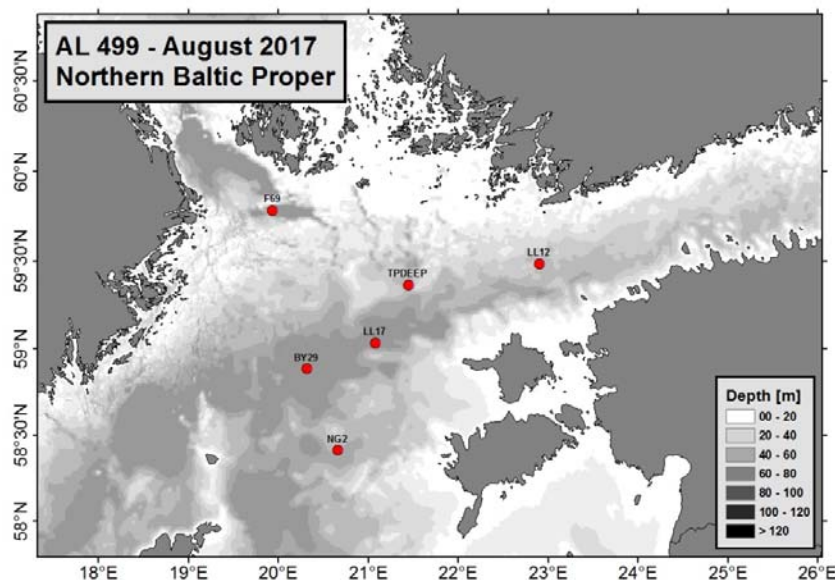 AL 499 - August 2017
Northern Baltic Proper
60°30'N
60°N
59°30'N
59°N
58°30'N
58°N
F69
LL12
TPDEEP
LL17
BY29
NG2
Depth [m]
00 - 20
20 - 40
40 - 60
60 - 80
80 - 100
100 - 120
> 120
18°E
19°E
20°E
21°E
22°E
23°E
24°E
25°E
26°E